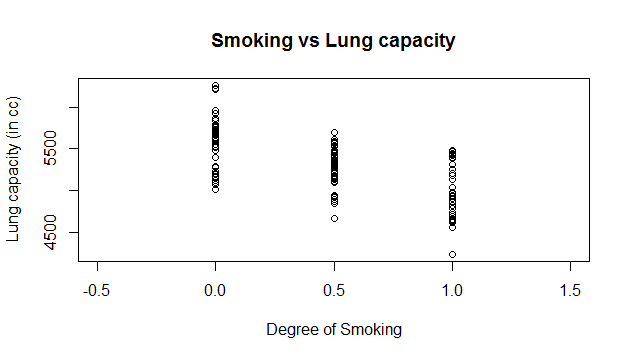 Smoking vs Lung capacity
Lung capacity (in cc)
5500
4500
-0.5 0.0 0.5 1.0 1.5
Degree of Smoking